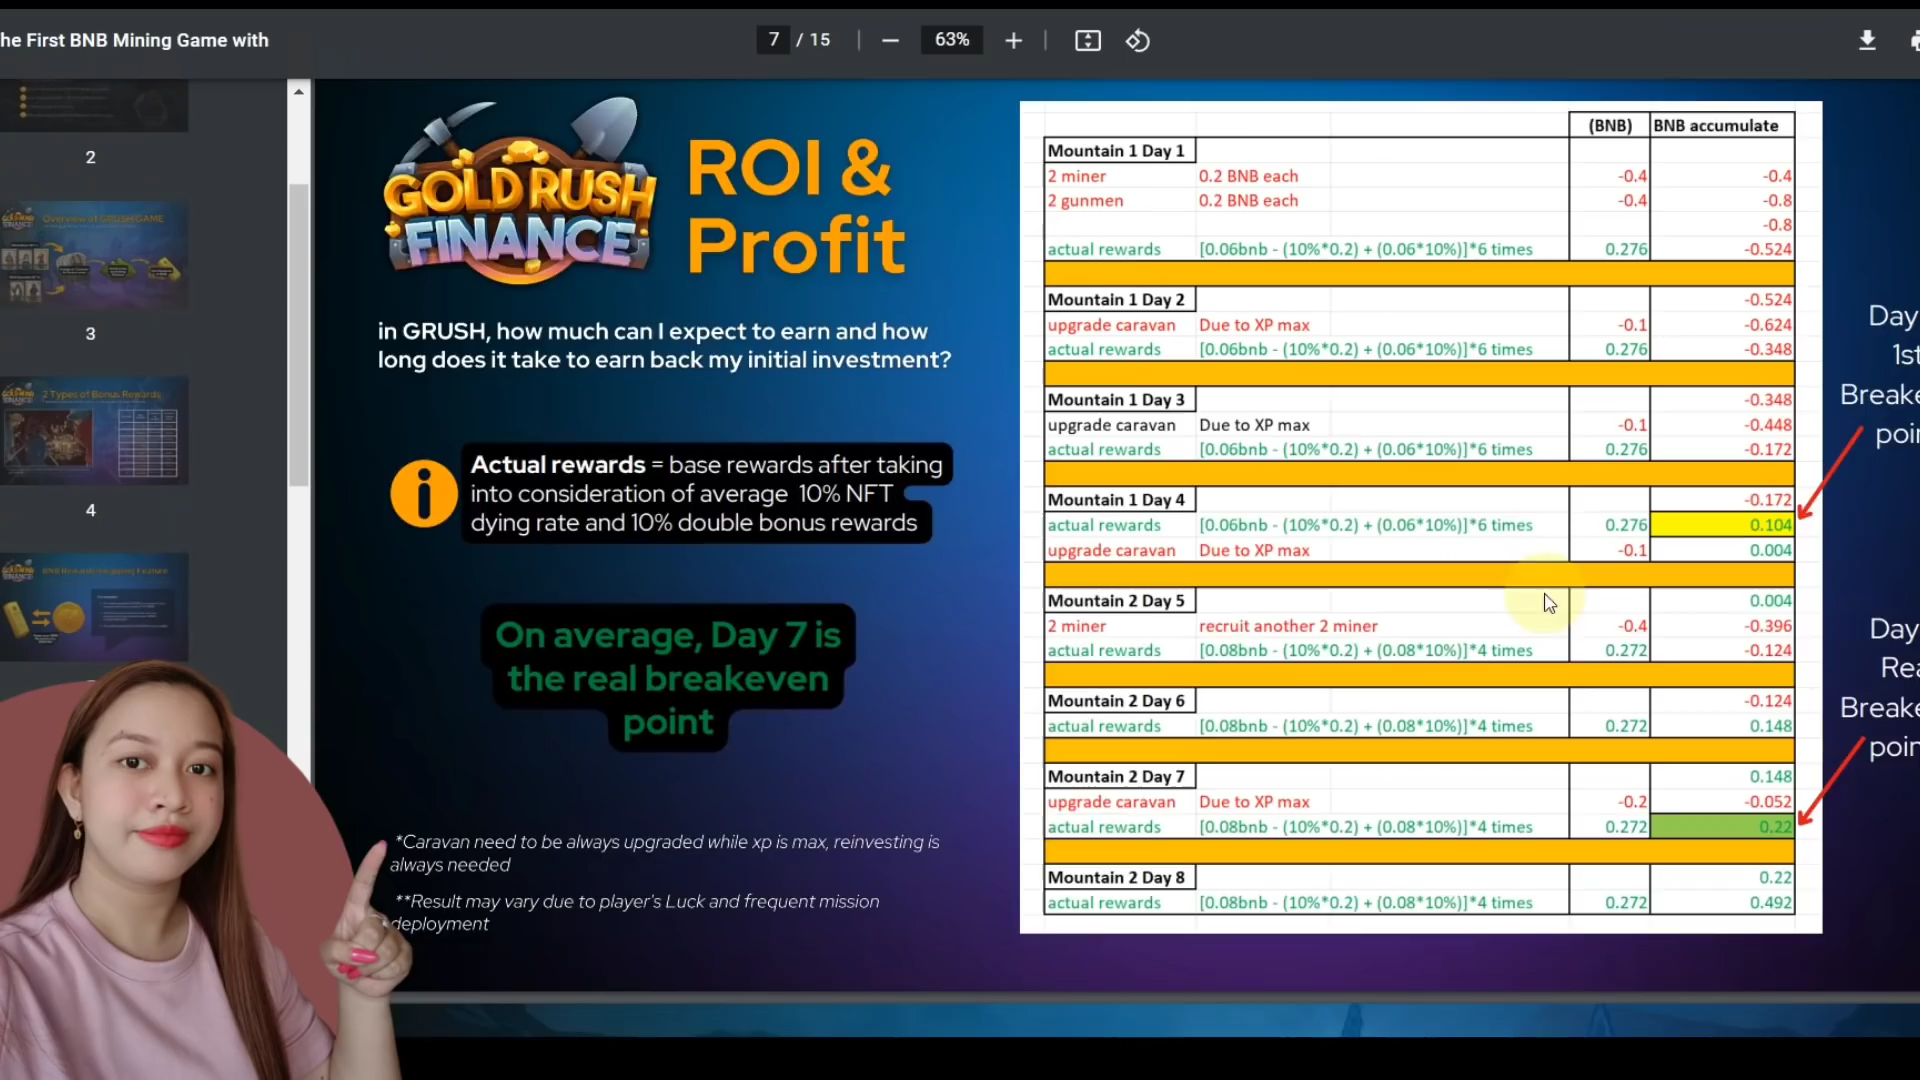 he First BNB Mining Game with
7 / 15
63%
2
Overview of GRUSH GAME
3
2 Types of Bonus Rewards
4
GOLD RUSH
FINANCE
ROI &
Profit
in GRUSH, how much can I expect to earn and how
long does it take to earn back my initial investment?
i
Actual rewards = base rewards after taking
into consideration of average 10% NFT
dying rate and 10% double bonus rewards
On average, Day 7 is
the real breakeven
point
*Caravan need to be always upgraded while xp is max, reinvesting is
always needed
**Result may vary due to player's Luck and frequent mission
deployment
(BNB) BNB accumulate
Mountain 1 Day 1
2 miner 0.2 BNB each -0.4 -0.4
2 gunmen 0.2 BNB each -0.4 -0.8
-0.8
actual rewards [0.06bnb - (10%*0.2) + (0.06*10%)]*6 times 0.276 -0.524
Mountain 1 Day 2 -0.524
upgrade caravan Due to XP max -0.1 -0.624
actual rewards [0.06bnb - (10%*0.2) + (0.06*10%)]*6 times 0.276 -0.348
Mountain 1 Day 3 -0.348
upgrade caravan Due to XP max -0.1 -0.448
actual rewards [0.06bnb - (10%*0.2) + (0.06*10%)]*6 times 0.276 -0.172
Mountain 1 Day 4 -0.172
actual rewards [0.06bnb - (10%*0.2) + (0.06*10%)]*6 times 0.276 0.104
upgrade caravan Due to XP max -0.1 0.004
Mountain 2 Day 5 0.004
2 miner recruit another 2 miner -0.4 -0.396
actual rewards [0.08bnb - (10%*0.2) + (0.08*10%)]*4 times 0.272 -0.124
Mountain 2 Day 6 -0.124
actual rewards [0.08bnb - (10%*0.2) + (0.08*10%)]*4 times 0.272 0.148
Mountain 2 Day 7 0.148
upgrade caravan Due to XP max -0.2 -0.052
actual rewards [0.08bnb - (10%*0.2) + (0.08*10%)]*4 times 0.272 0.22
Mountain 2 Day 8 0.22
actual rewards [0.08bnb - (10%*0.2) + (0.08*10%)]*4 times 0.272 0.492
Day
1st
Breake
poin
Day
Rea
Breake
poin